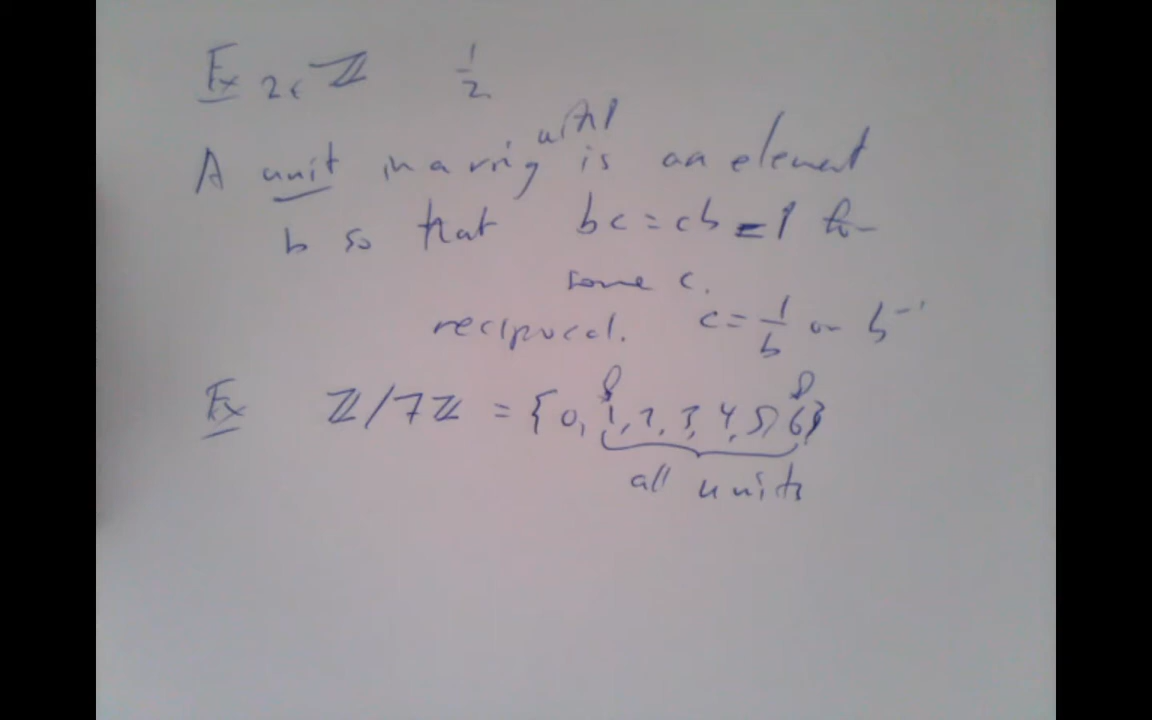 Ex 2 ∈ ℤ 1/2
A unit in a ring with 1 is an element
b so that bc = cb = 1 for
some c.
reciprocal. c = 1/b or b⁻¹
Ex ℤ/7ℤ = {0, 1, 2, 3, 4, 5, 6}
all units